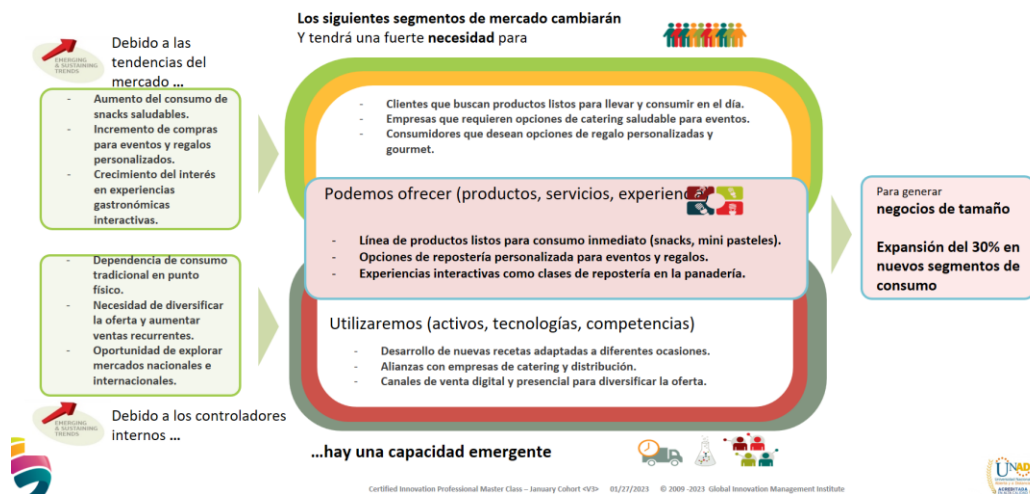 Los siguientes segmentos de mercado cambiarán
Y tendrá una fuerte necesidad para
Debido a las
tendencias del
mercado ...
EMERGING
& SUSTAINING
TRENDS
- Aumento del consumo de
snacks saludables.
- Incremento de compras
para eventos y regalos
personalizados.
- Crecimiento del interés
en experiencias
gastronómicas
interactivas.
- Clientes que buscan productos listos para llevar y consumir en el día.
- Empresas que requieren opciones de catering saludable para eventos.
- Consumidores que desean opciones de regalo personalizadas y
gourmet.
Podemos ofrecer (productos, servicios, experienc
- Línea de productos listos para consumo inmediato (snacks, mini pasteles).
- Opciones de repostería personalizada para eventos y regalos.
- Experiencias interactivas como clases de repostería en la panadería.
Para generar
negocios de tamaño
Expansión del 30% en
nuevos segmentos de
consumo
- Dependencia de consumo
tradicional en punto
físico.
- Necesidad de diversificar
la oferta y aumentar
ventas recurrentes.
- Oportunidad de explorar
mercados nacionales e
internacionales.
Utilizaremos (activos, tecnologías, competencias)
- Desarrollo de nuevas recetas adaptadas a diferentes ocasiones.
- Alianzas con empresas de catering y distribución.
- Canales de venta digital y presencial para diversificar la oferta.
EMERGING
& SUSTAINING
TRENDS
Debido a los controladores
internos ...
...hay una capacidad emergente
Certified Innovation Professional Master Class – January Cohort <V3> 01/27/2023 © 2009 -2023 Global Innovation Management Institute
UNAD
ACREDITADA